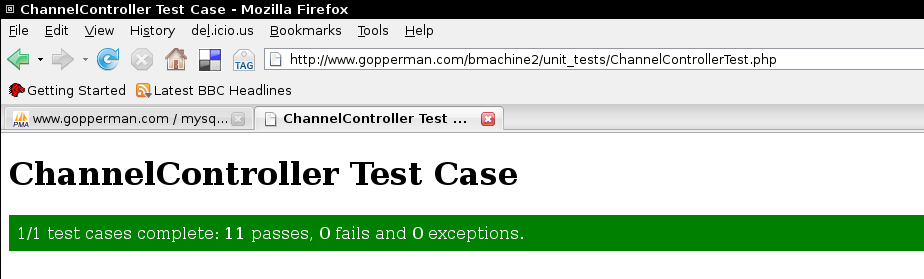 ChannelController Test Case - Mozilla Firefox
File Edit View History del.icio.us Bookmarks Tools Help
TAG http://www.gopperman.com/bmachine2/unit_tests/ChannelControllerTest.php
Getting Started Latest BBC Headlines
PMA www.gopperman.com / mysq... ChannelController Test ...
ChannelController Test Case
1/1 test cases complete: 11 passes, 0 fails and 0 exceptions.